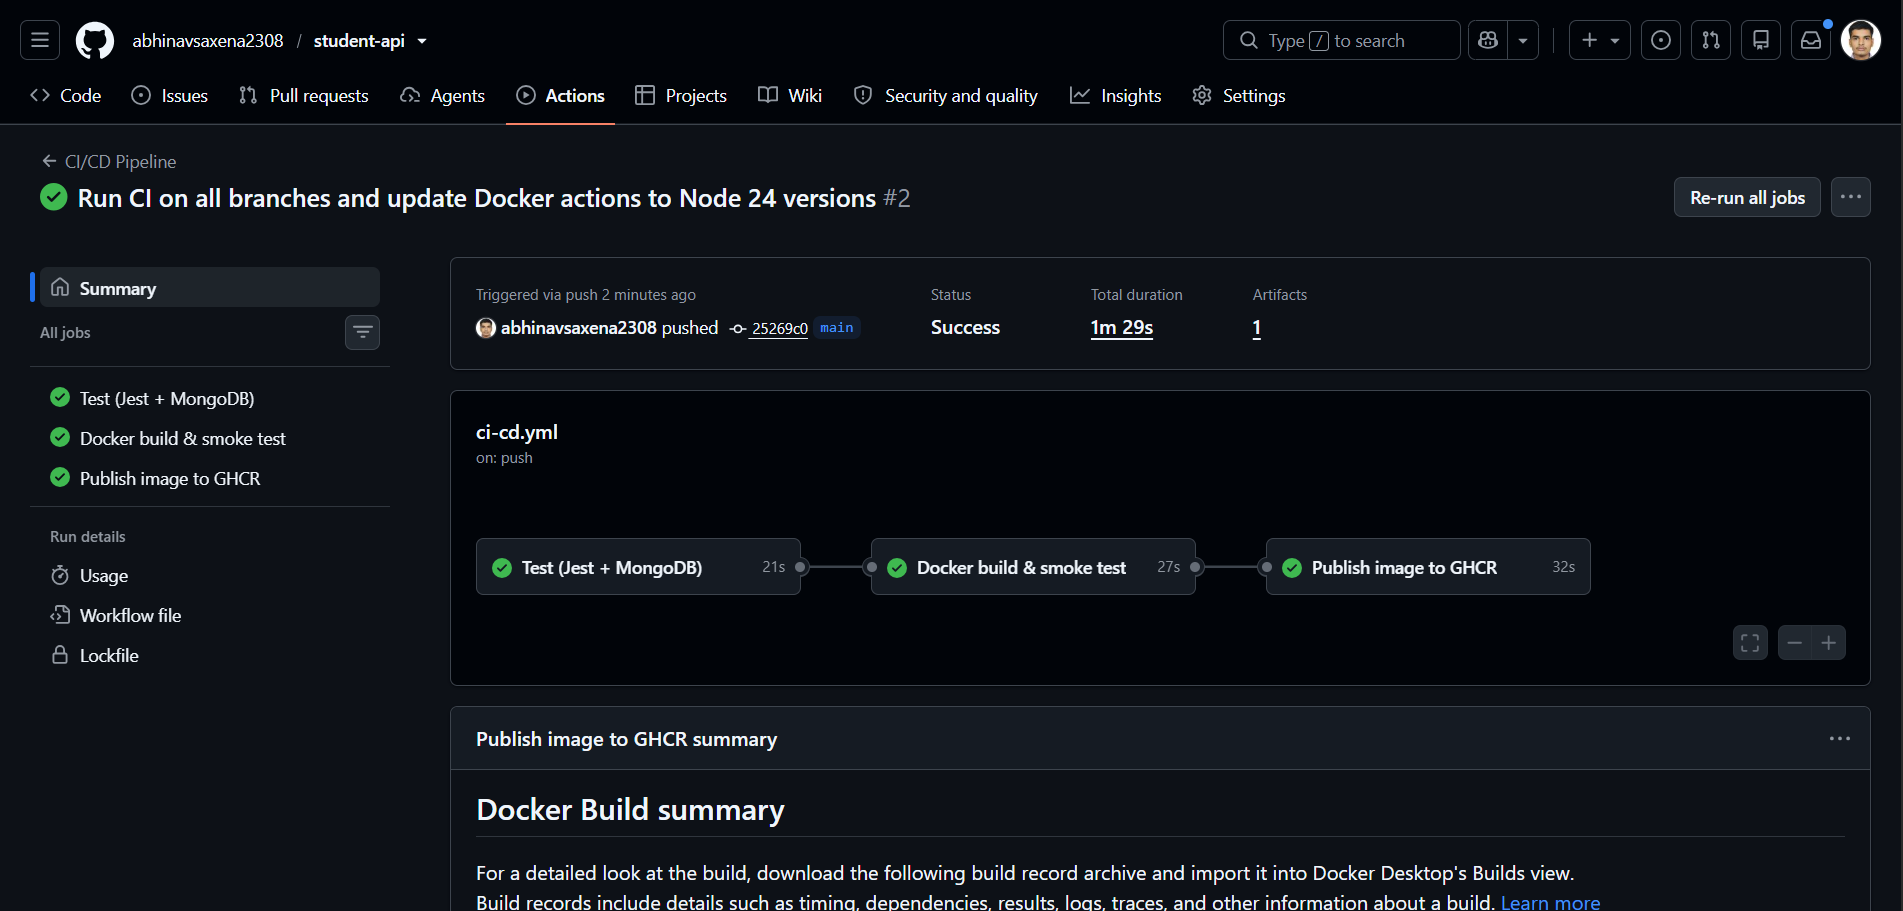 abhinavsaxena2308 / student-api
Type / to search
Code
Issues
Pull requests
Agents
Actions
Projects
Wiki
Security and quality
Insights
Settings
CI/CD Pipeline
Run CI on all branches and update Docker actions to Node 24 versions #2
Re-run all jobs
Summary
All jobs
Test (Jest + MongoDB)
Docker build & smoke test
Publish image to GHCR
Run details
Usage
Workflow file
Lockfile
Triggered via push 2 minutes ago
abhinavsaxena2308 pushed 25269c0 main
Status
Success
Total duration
1m 29s
Artifacts
1
ci-cd.yml
on: push
Test (Jest + MongoDB) 21s
Docker build & smoke test 27s
Publish image to GHCR 32s
Publish image to GHCR summary
Docker Build summary
For a detailed look at the build, download the following build record archive and import it into Docker Desktop's Builds view.
Build records include details such as timing, dependencies, results, logs, traces, and other information about a build. Learn more